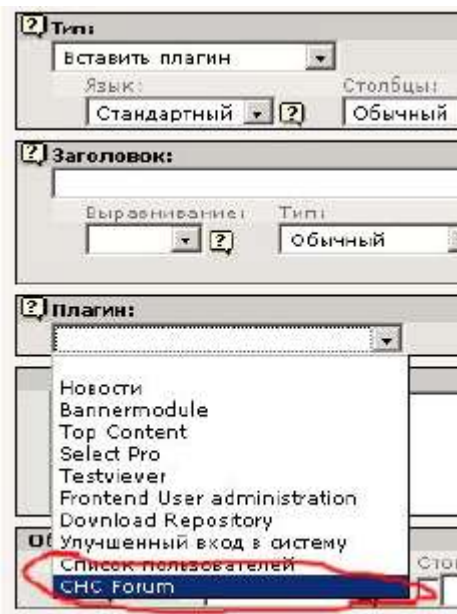 Тип:
Вставить плагин
Язык: Столбцы:
Стандартный Обычный
Заголовок:
Выравнивание: Тип:
Обычный
Плагин:
Новости
Bannermodule
Top Content
Select Pro
Testviever
Frontend User administration
Dovnload Repository
Улучшенный вход в систему
Список пользователей
CHC Forum